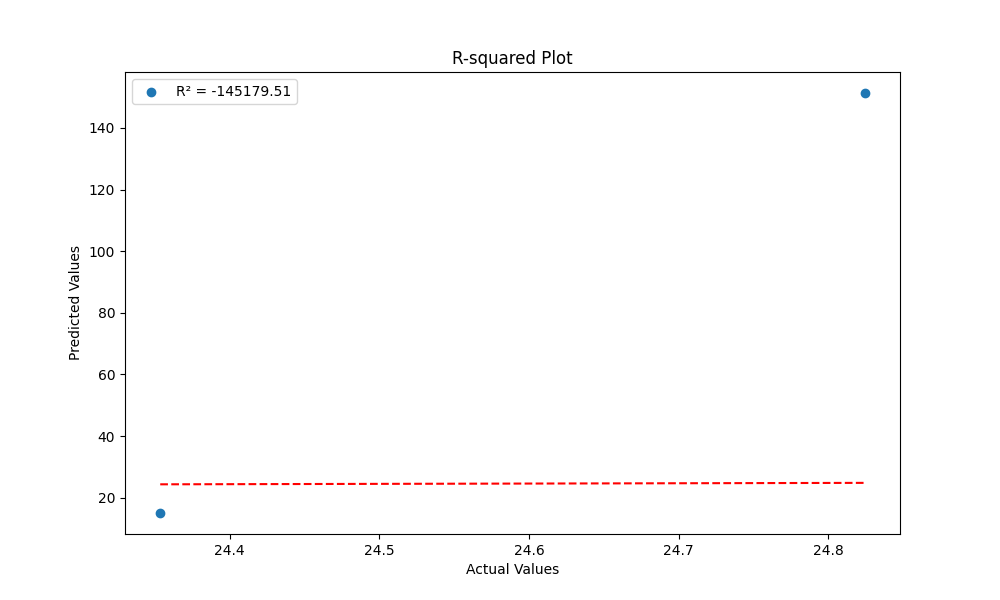 R-squared Plot
R² = -145179.51
140
120
100
80
60
40
20
Predicted Values
24.4 24.5 24.6 24.7 24.8
Actual Values